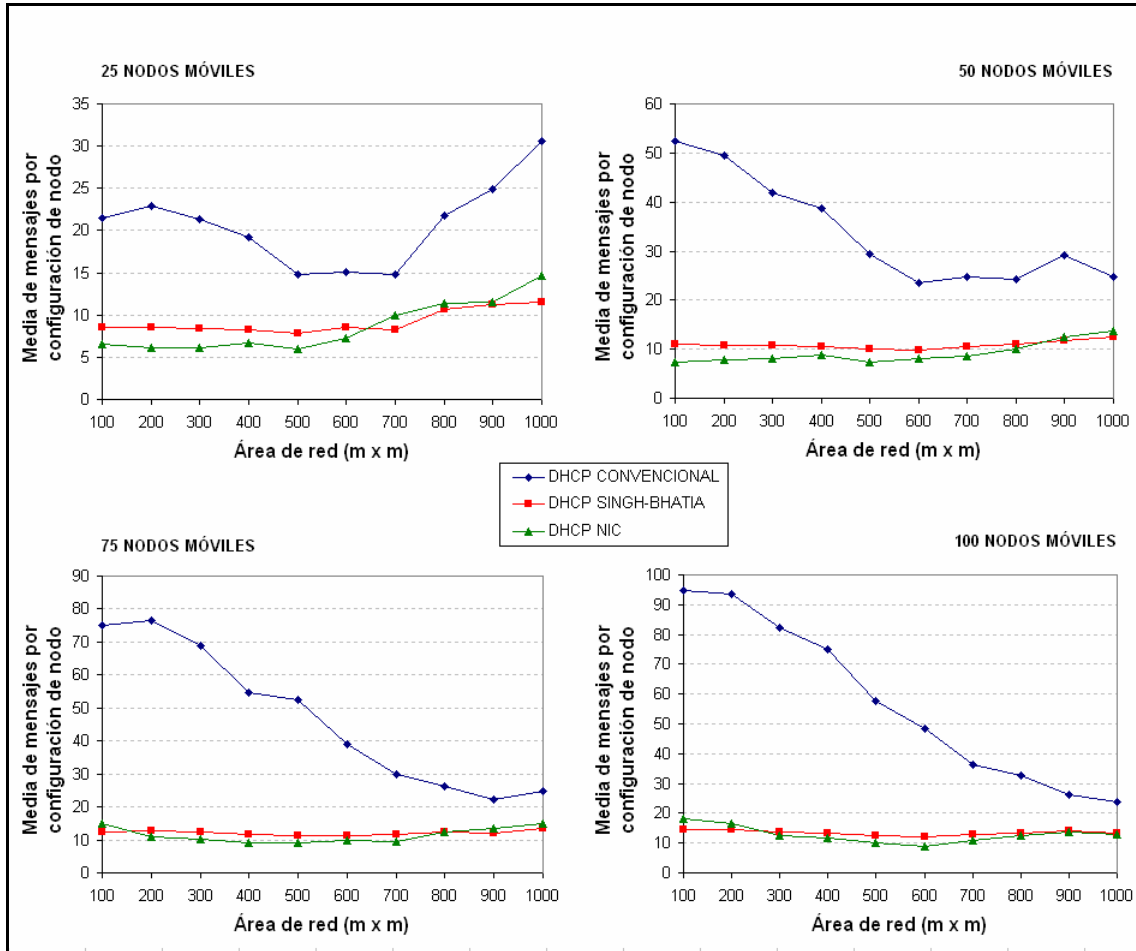 25 NODOS MÓVILES
Media de mensajes por
configuración de nodo
35
30
25
20
15
10
5
0
100 200 300 400 500 600 700 800 900 1000
Área de red (m x m)
50 NODOS MÓVILES
Media de mensajes por
configuración de nodo
60
50
40
30
20
10
0
100 200 300 400 500 600 700 800 900 1000
Área de red (m x m)
DHCP CONVENCIONAL
DHCP SINGH-BHATIA
DHCP NIC
75 NODOS MÓVILES
Media de mensajes por
configuración de nodo
90
80
70
60
50
40
30
20
10
0
100 200 300 400 500 600 700 800 900 1000
Área de red (m x m)
100 NODOS MÓVILES
Media de mensajes por
configuración de nodo
100
90
80
70
60
50
40
30
20
10
0
100 200 300 400 500 600 700 800 900 1000
Área de red (m x m)